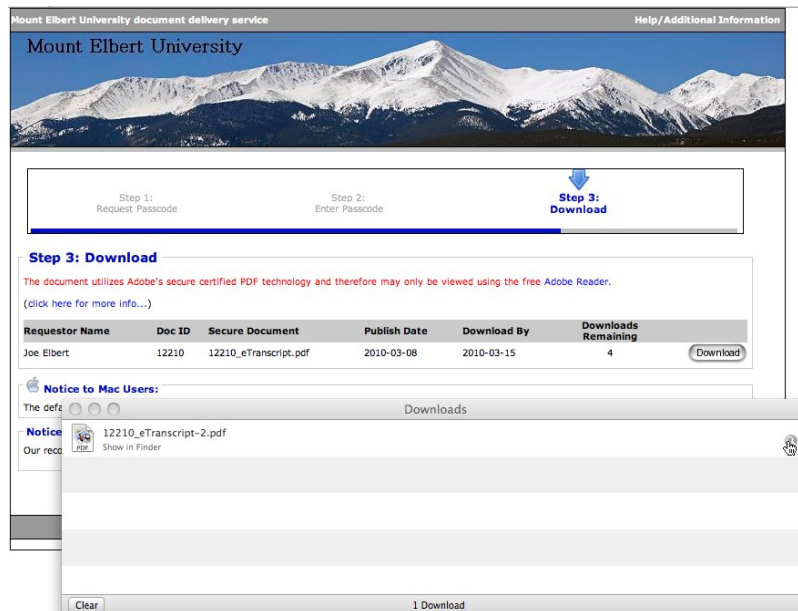 Mount Elbert University document delivery service
Help/Additional Information
Mount Elbert University
Step 1:
Request Passcode
Step 2:
Enter Passcode
Step 3:
Download
Step 3: Download
The document utilizes Adobe's secure certified PDF technology and therefore may only be viewed using the free Adobe Reader.
(click here for more info...)
Requestor Name Doc ID Secure Document Publish Date Download By Downloads Remaining
Joe Elbert 12210 12210_eTranscript.pdf 2010-03-08 2010-03-15 4 Download
Notice to Mac Users:
The defa
Downloads
Notice
12210_eTranscript-2.pdf
PDF
Show in Finder
Our reco
Clear
1 Download